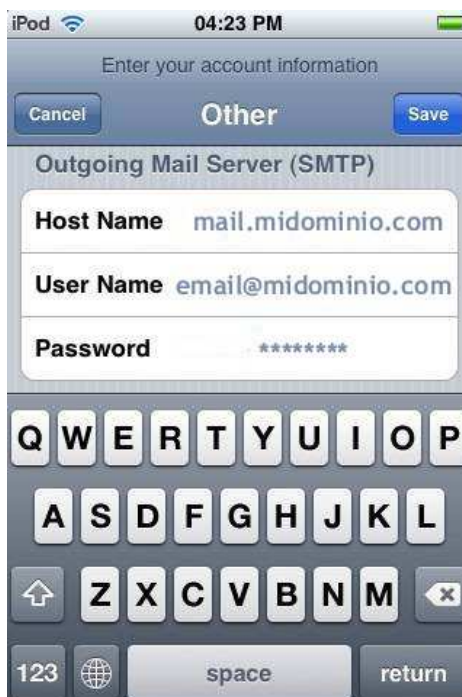 iPod 04:23 PM
Enter your account information
Cancel Other Save
Outgoing Mail Server (SMTP)
Host Name mail.midominio.com
User Name email@midominio.com
Password ********
Q W E R T Y U I O P
A S D F G H J K L
Z X C V B N M
123 space return